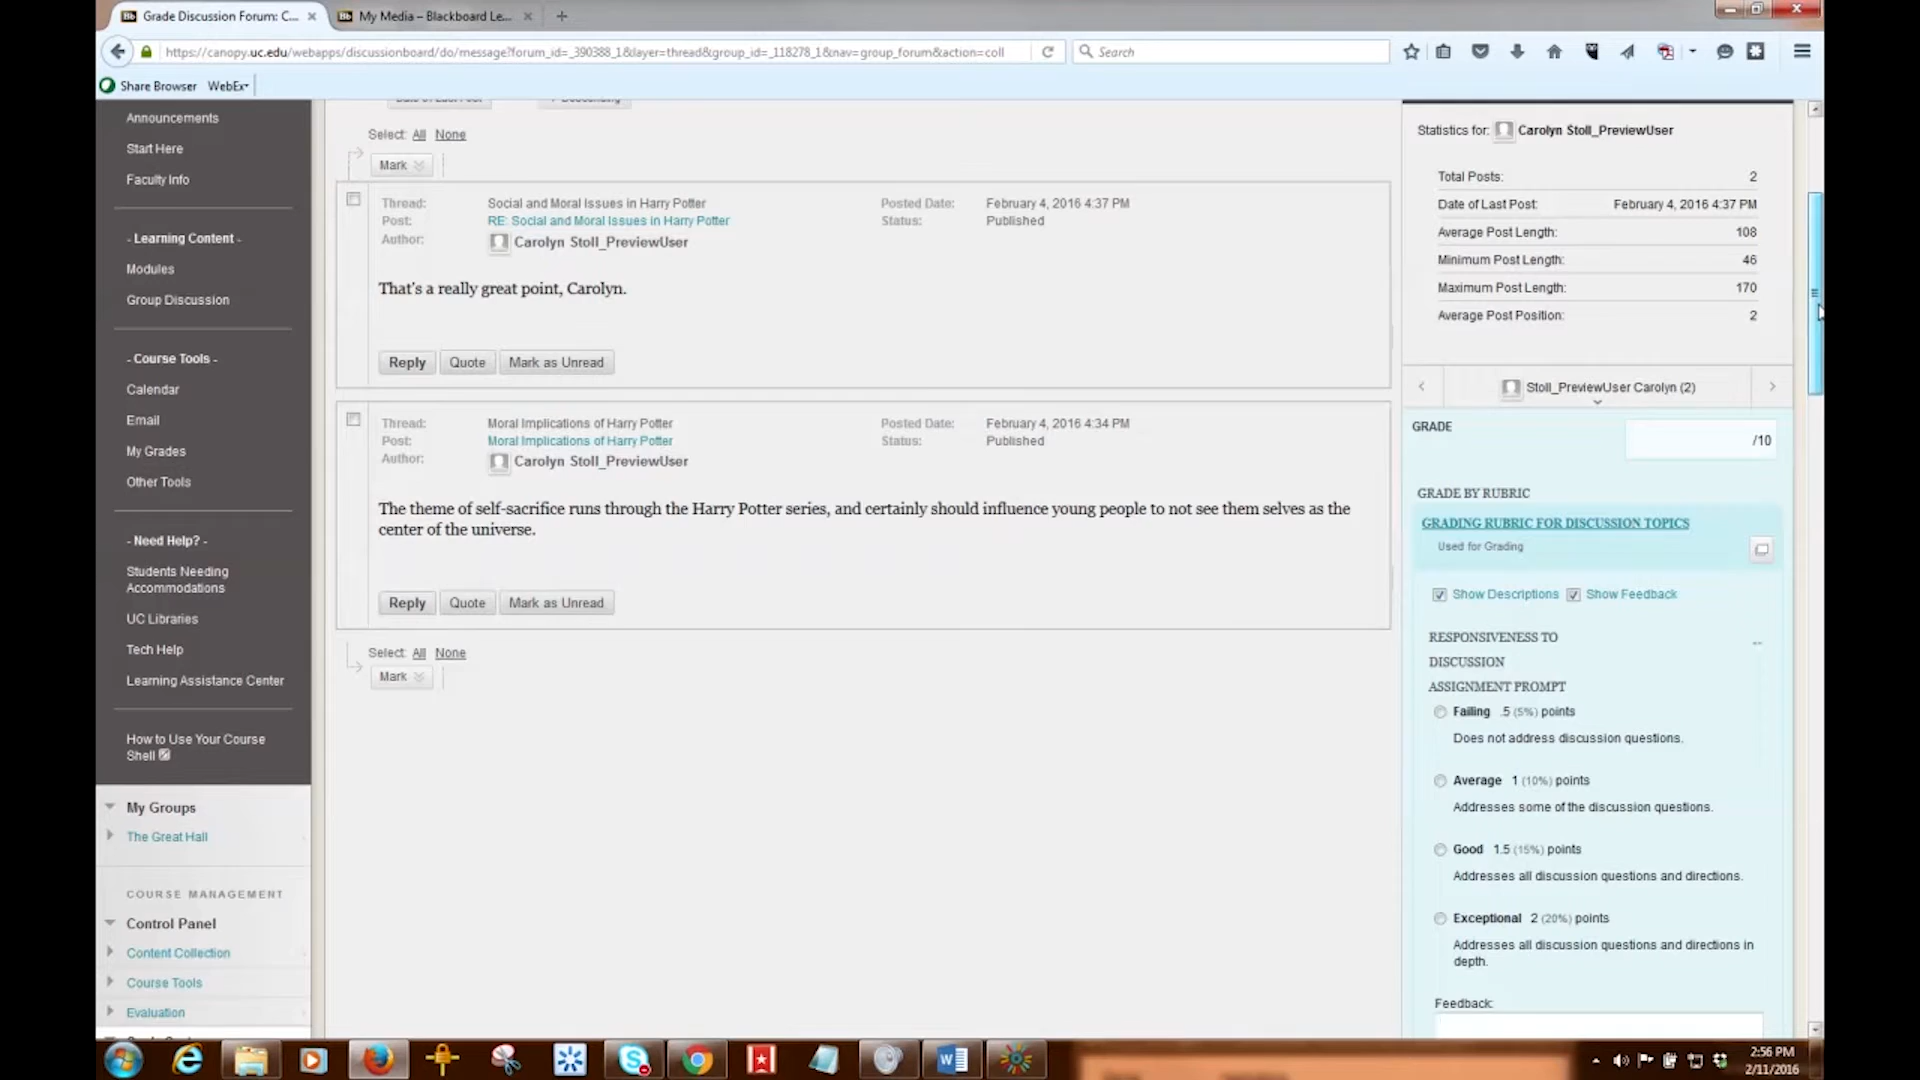 Grade Discussion Forum: C...
My Media – Blackboard Le...
https://canopy.uc.edu/webapps/discussionboard/do/message?forum_id=_390388_1&layer=thread&group_id=_118278_1&nav=group_forum&action=coll
Search
Share Browser WebEx
Announcements
Start Here
Faculty Info
- Learning Content -
Modules
Group Discussion
- Course Tools -
Calendar
Email
My Grades
Other Tools
- Need Help? -
Students Needing
Accommodations
UC Libraries
Tech Help
Learning Assistance Center
How to Use Your Course
Shell
My Groups
The Great Hall
COURSE MANAGEMENT
Control Panel
Content Collection
Course Tools
Evaluation
Select: All None
Mark
Thread: Social and Moral Issues in Harry Potter Posted Date: February 4, 2016 4:37 PM
Post: RE: Social and Moral Issues in Harry Potter Status: Published
Author: Carolyn Stoll_PreviewUser
That's a really great point, Carolyn.
Reply Quote Mark as Unread
Thread: Moral Implications of Harry Potter Posted Date: February 4, 2016 4:34 PM
Post: Moral Implications of Harry Potter Status: Published
Author: Carolyn Stoll_PreviewUser
The theme of self-sacrifice runs through the Harry Potter series, and certainly should influence young people to not see them selves as the
center of the universe.
Reply Quote Mark as Unread
Select: All None
Mark
Statistics for: Carolyn Stoll_PreviewUser
Total Posts: 2
Date of Last Post: February 4, 2016 4:37 PM
Average Post Length: 108
Minimum Post Length: 46
Maximum Post Length: 170
Average Post Position: 2
Stoll_PreviewUser Carolyn (2)
GRADE /10
GRADE BY RUBRIC
GRADING RUBRIC FOR DISCUSSION TOPICS
Used for Grading
Show Descriptions Show Feedback
RESPONSIVENESS TO --
DISCUSSION
ASSIGNMENT PROMPT
Failing .5 (5%) points
Does not address discussion questions.
Average 1 (10%) points
Addresses some of the discussion questions.
Good 1.5 (15%) points
Addresses all discussion questions and directions.
Exceptional 2 (20%) points
Addresses all discussion questions and directions in
depth.
Feedback:
2:56 PM
2/11/2016